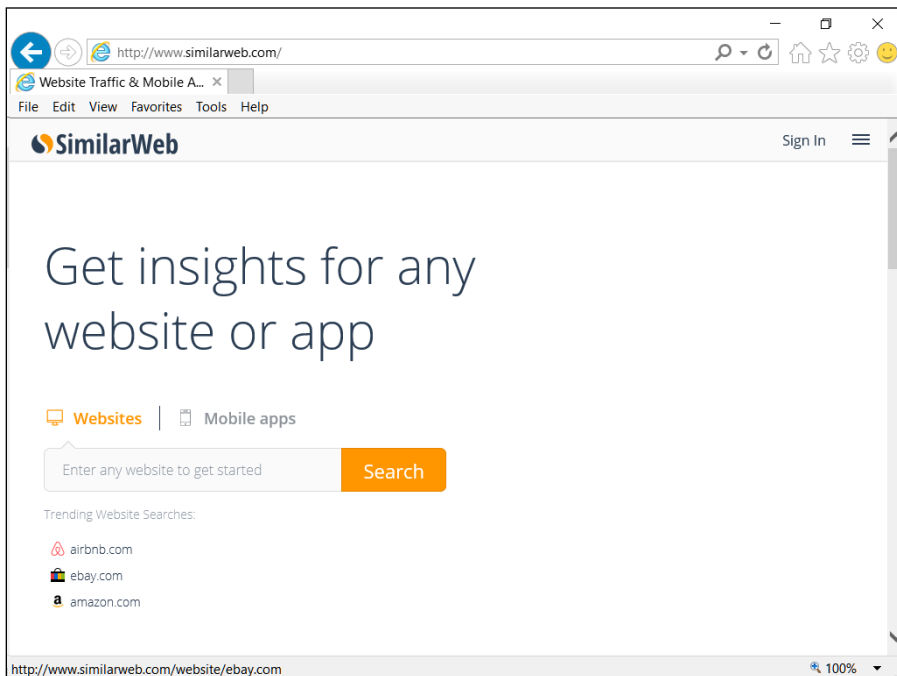 http://www.similarweb.com/
Website Traffic & Mobile A...
File Edit View Favorites Tools Help
SimilarWeb
Sign In
Get insights for any
website or app
Websites
Mobile apps
Enter any website to get started
Search
Trending Website Searches:
airbnb.com
ebay.com
a amazon.com
http://www.similarweb.com/website/ebay.com
100%